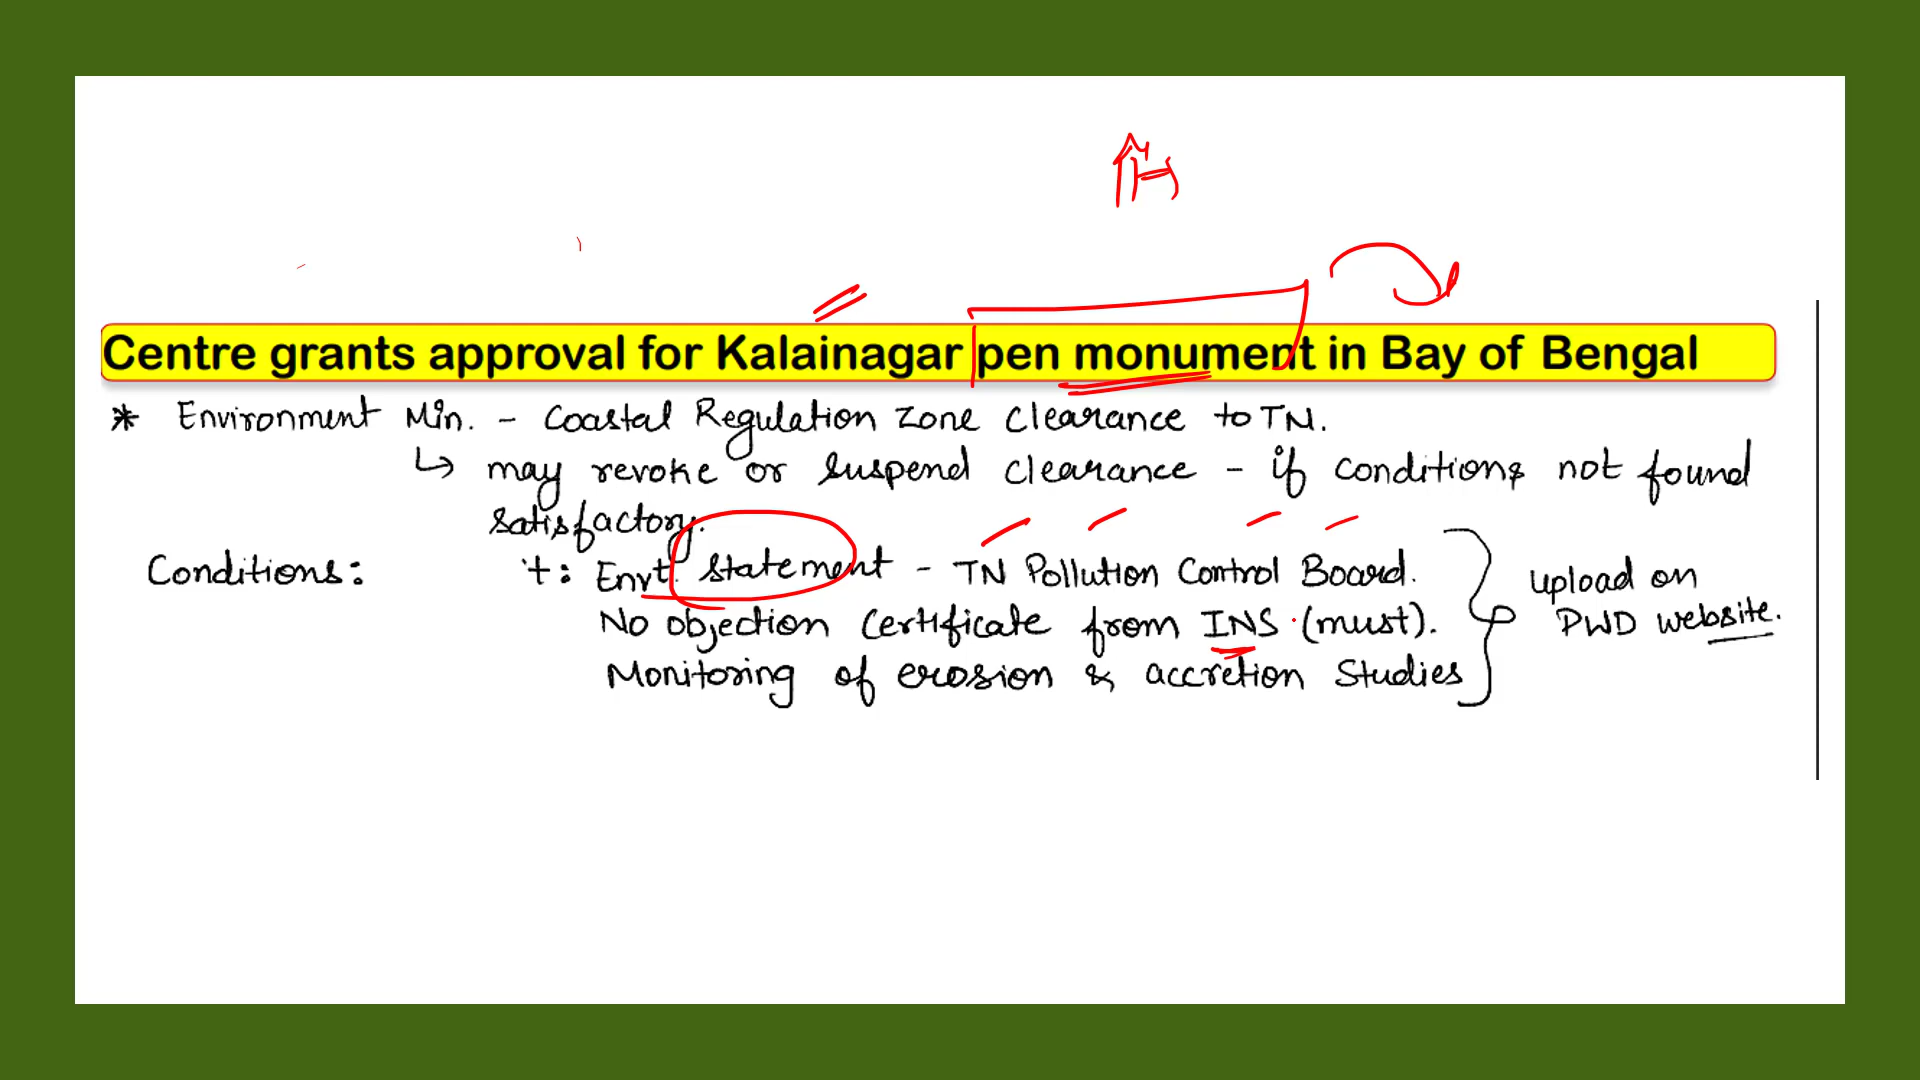 Centre grants approval for Kalainagar pen monument in Bay of Bengal
* Environment Min. - Coastal Regulation Zone Clearance to TN.
↳ may revoke or suspend clearance - if conditions not found
satisfactory.
Conditions: t: Envt. Statement - TN Pollution Control Board.
No objection Certificate from INS (must).
Monitoring of erosion & accretion Studies
upload on
PWD website.